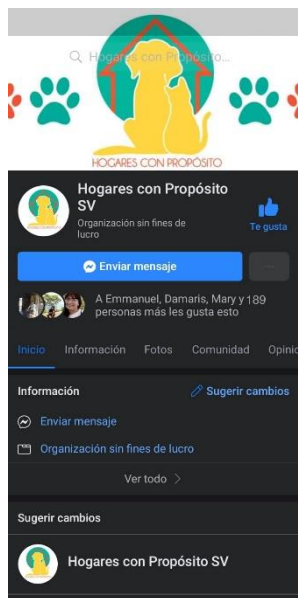 Hogares con Propósito...
HOGARES CON PROPÓSITO
Hogares con Propósito
SV
Organización sin fines de
lucro
Te gusta
Enviar mensaje
A Emmanuel, Damaris, Mary y 189
personas más les gusta esto
Inicio Información Fotos Comunidad Opinio
Información Sugerir cambios
Enviar mensaje
Organización sin fines de lucro
Ver todo >
Sugerir cambios
Hogares con Propósito SV